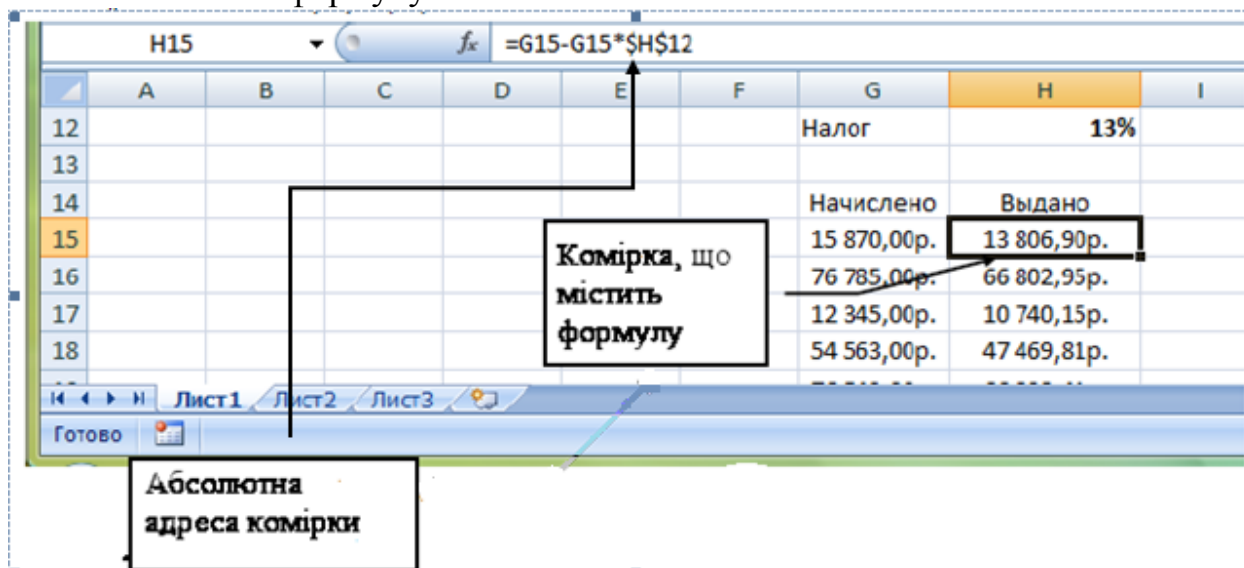 H15 fx =G15-G15*$H$12
A B C D E F G H I
12 Налог 13%
13
14 Начислено Выдано
15 15 870,00р. 13 806,90р.
16 76 785,00р. 66 802,95р.
17 12 345,00р. 10 740,15р.
18 54 563,00р. 47 469,81р.
Комірка, що
містить
формулу
Лист1 Лист2 Лист3
Готово
Абсолютна
адреса комірки